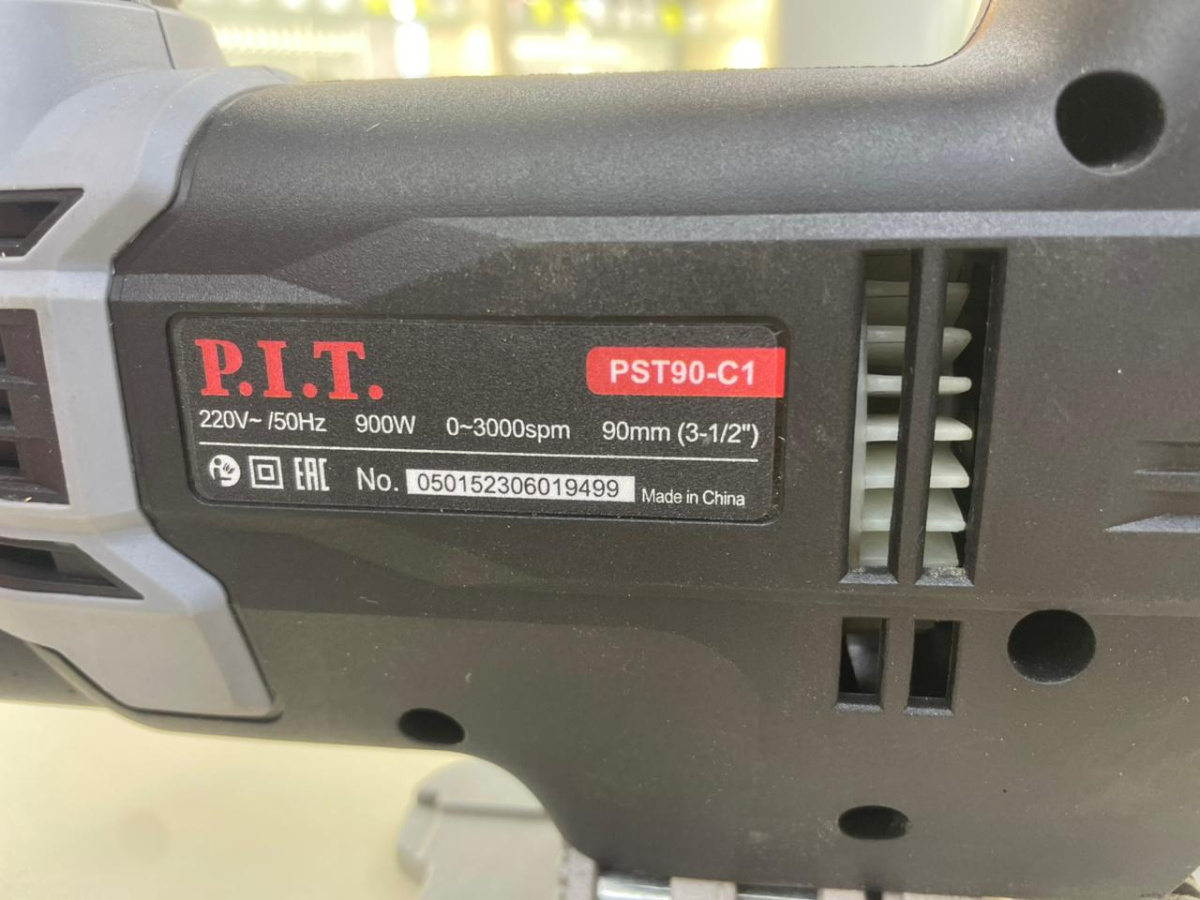 P.I.T.
PST90-C1
220V~ /50Hz 900W 0~3000spm 90mm (3-1/2")
EAC No. 050152306019499 Made in China